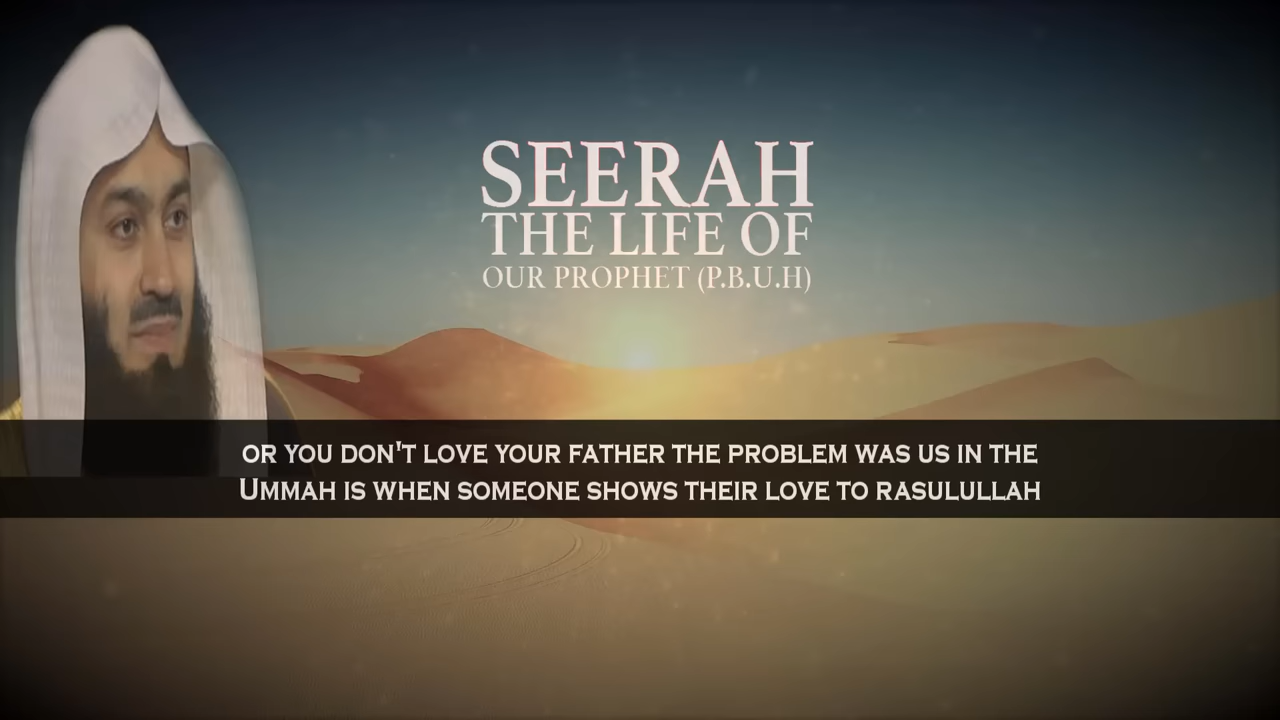 SEERAH
THE LIFE OF
OUR PROPHET (P.B.U.H)
OR YOU DON'T LOVE YOUR FATHER THE PROBLEM WAS US IN THE
UMMAH IS WHEN SOMEONE SHOWS THEIR LOVE TO RASULULLAH